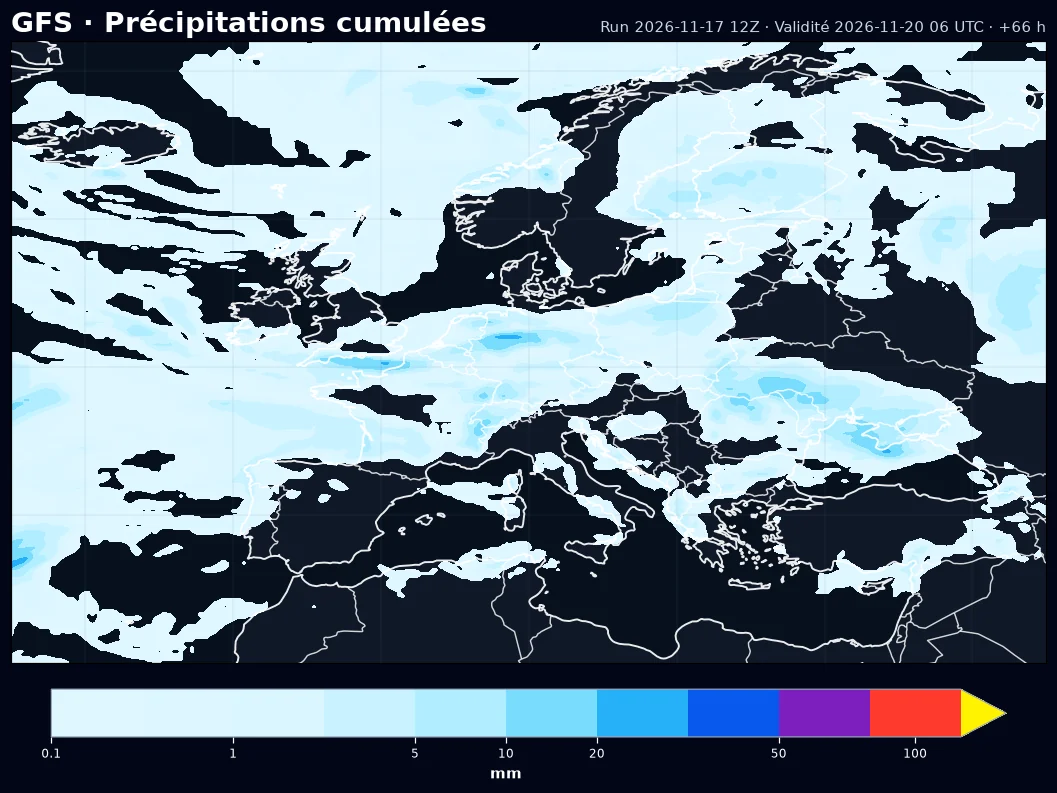 GFS · Précipitations cumulées
Run 2026-11-17 12Z · Validité 2026-11-20 06 UTC · +66 h
0.1 1 5 10 20 50 100
mm